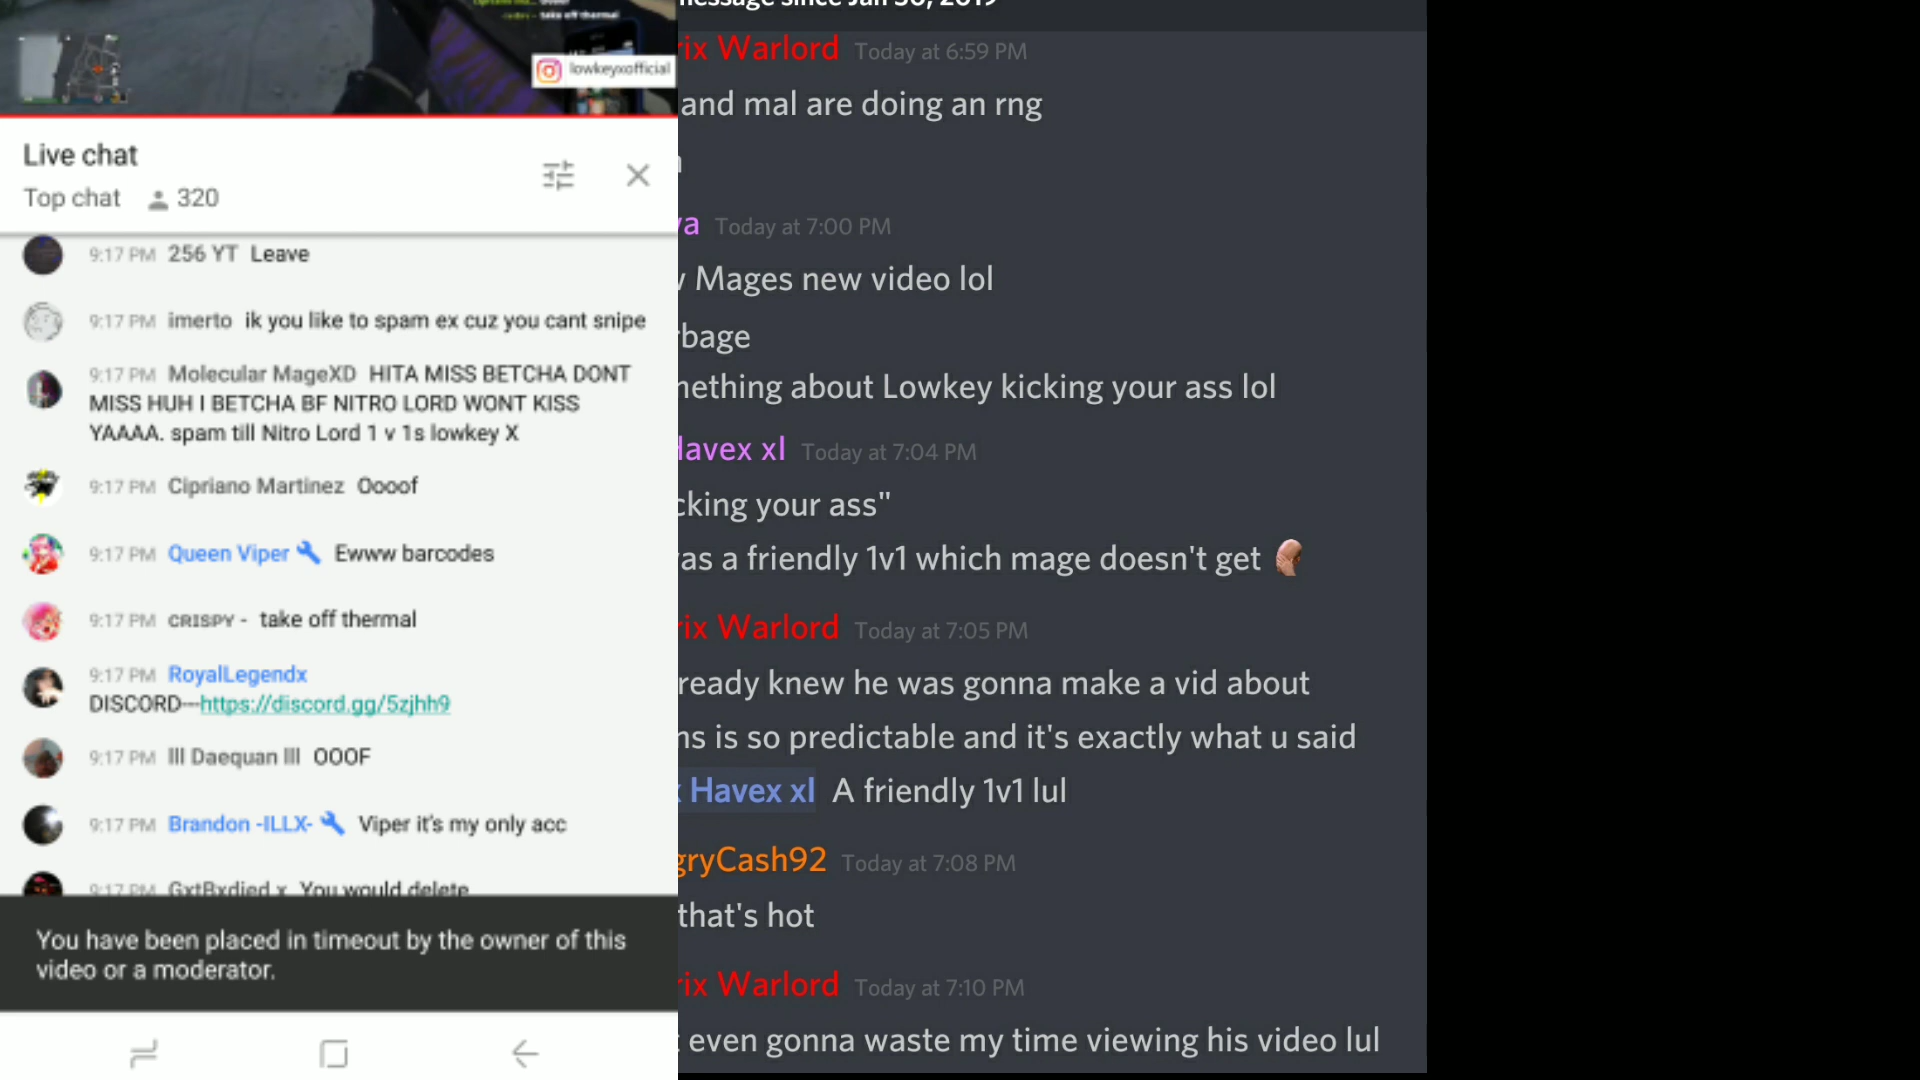 take off thermal
lowkeyxofficial
Live chat
Top chat 320
9:17 PM 256 YT Leave
9:17 PM imerto ik you like to spam ex cuz you cant snipe
9:17 PM Molecular MageXD HITA MISS BETCHA DONT
MISS HUH I BETCHA BF NITRO LORD WONT KISS
YAAAA. spam till Nitro Lord 1 v 1s lowkey X
9:17 PM Cipriano Martinez Oooof
9:17 PM Queen Viper Ewww barcodes
9:17 PM CRISPY - take off thermal
9:17 PM RoyalLegendx
DISCORD---https://discord.gg/5zjhh9
9:17 PM lll Daequan lll OOOF
9:17 PM Brandon -ILLX- Viper it's my only acc
9:17 PM GxtBxdied x You would delete
You have been placed in timeout by the owner of this
video or a moderator.
message since Jan 30, 2019
rix Warlord Today at 6:59 PM
and mal are doing an rng
va Today at 7:00 PM
Mages new video lol
rbage
mething about Lowkey kicking your ass lol
Havex xl Today at 7:04 PM
cking your ass"
as a friendly 1v1 which mage doesn't get
rix Warlord Today at 7:05 PM
ready knew he was gonna make a vid about
ns is so predictable and it's exactly what u said
Havex xl A friendly 1v1 lul
gryCash92 Today at 7:08 PM
that's hot
rix Warlord Today at 7:10 PM
even gonna waste my time viewing his video lul